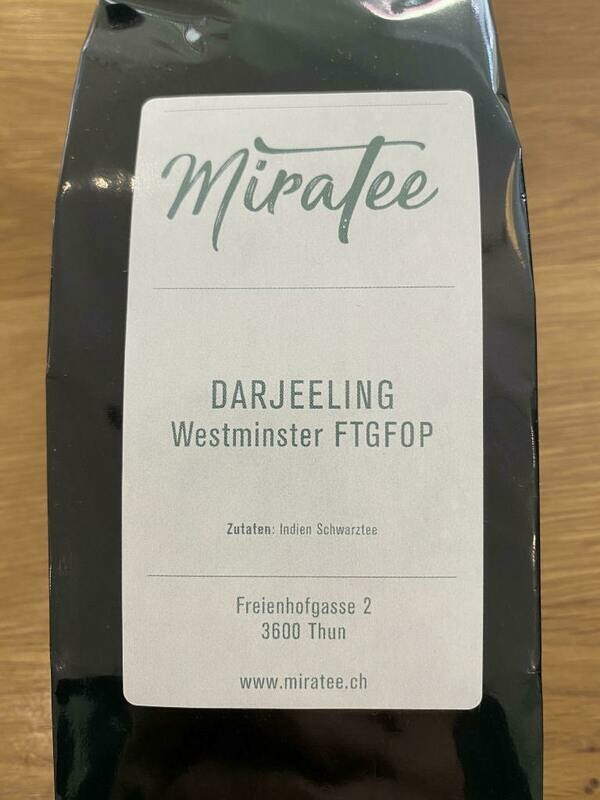 MiraTee
DARJEELING
Westminster FTGFOP
Zutaten: Indien Schwarztee
Freienhofgasse 2
3600 Thun
www.miratee.ch